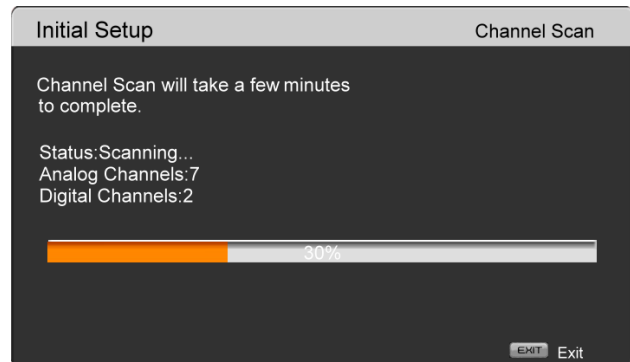 Initial Setup Channel Scan
Channel Scan will take a few minutes
to complete.
Status:Scanning...
Analog Channels:7
Digital Channels:2
30%
EXIT Exit